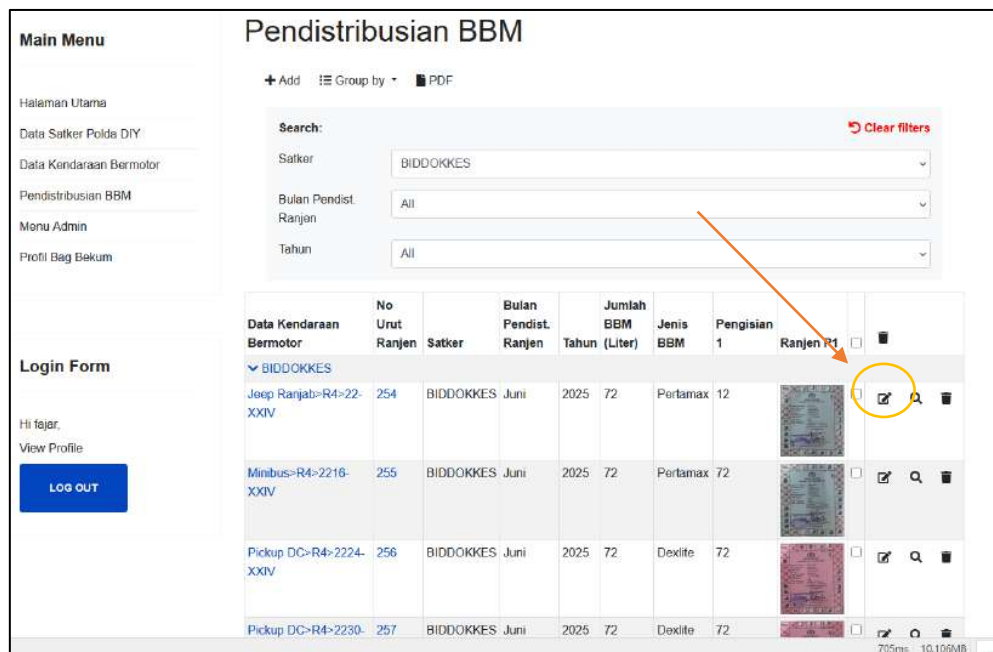 Main Menu
Halaman Utama
Data Satker Polda DIY
Data Kendaraan Bermotor
Pendistribusian BBM
Menu Admin
Profil Bag Bekum
Login Form
Hi fajar,
View Profile
LOG OUT
Pendistribusian BBM
Add Group by PDF
Search: Clear filters
Satker BIDDOKKES
Bulan Pendist. All
Ranjen
Tahun All
No Bulan Jumlah
Data Kendaraan Urut Pendist. BBM Jenis Pengisian
Bermotor Ranjen Satker Ranjen Tahun (Liter) BBM 1 Ranjen P1
BIDDOKKES
Jeep Ranjab>R4>22- 254 BIDDOKKES Juni 2025 72 Pertamax 12
XXIV
Minibus>R4>2216- 255 BIDDOKKES Juni 2025 72 Pertamax 72
XXIV
Pickup DC>R4>2224- 256 BIDDOKKES Juni 2025 72 Dexlite 72
XXIV
Pickup DC>R4>2230- 257 BIDDOKKES Juni 2025 72 Dexlite 72
705ms 10.106MB